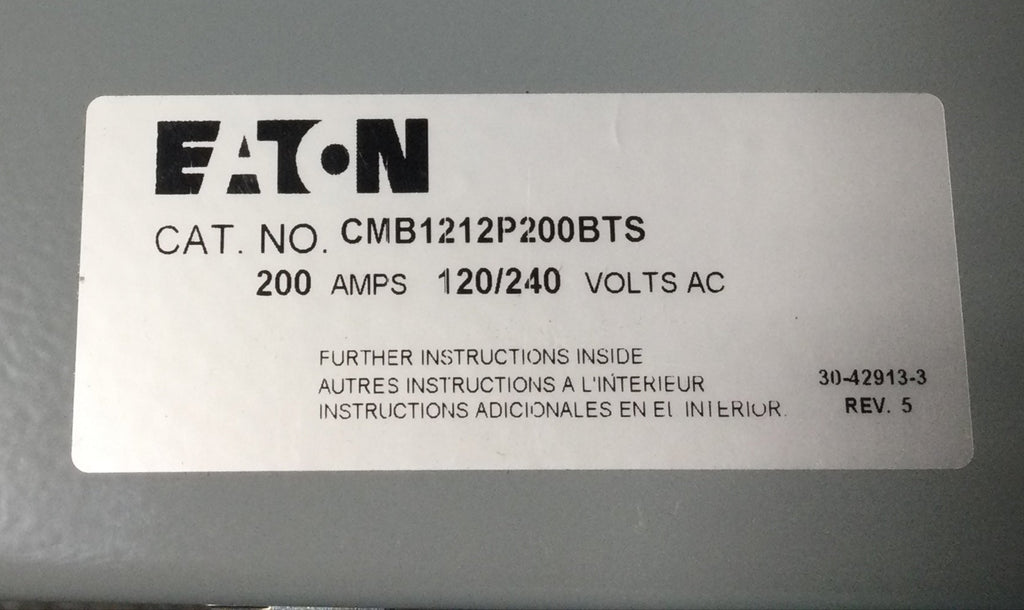 EATON
CAT. NO. CMB1212P200BTS
200 AMPS 120/240 VOLTS AC
FURTHER INSTRUCTIONS INSIDE
AUTRES INSTRUCTIONS A L'INTERIEUR
INSTRUCTIONS ADICIONALES EN EL INTERIOR.
30-42913-3
REV. 5